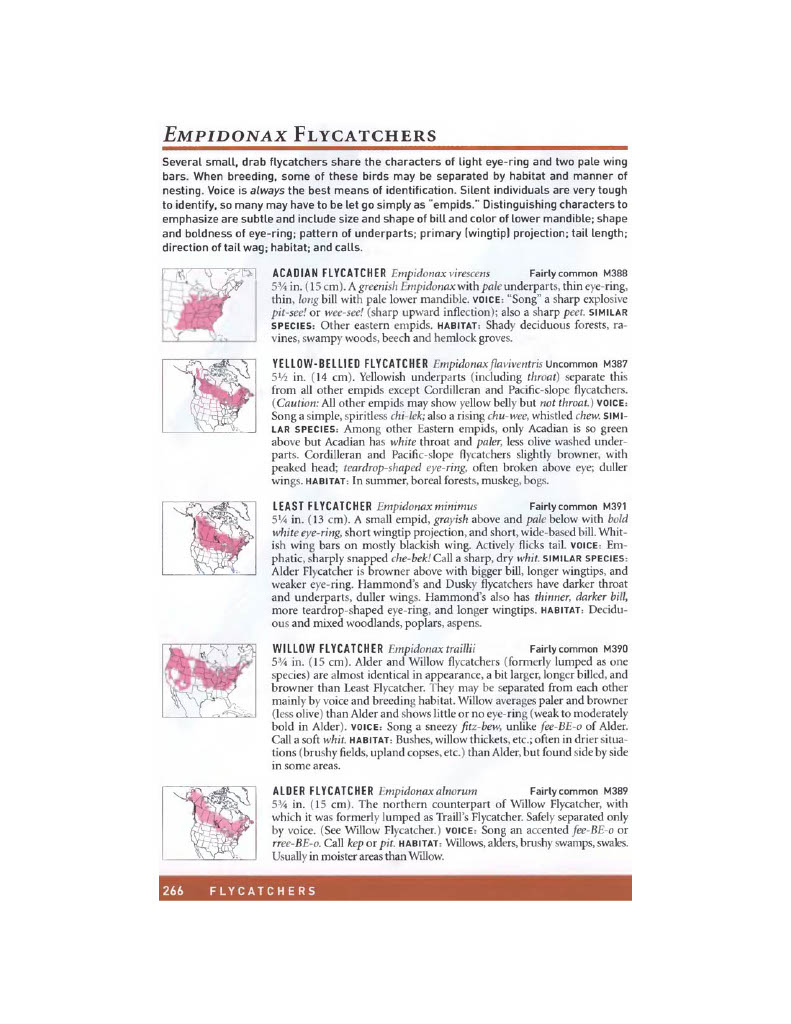 EMPIDONAX FLYCATCHERS
Several small, drab flycatchers share the characters of light eye-ring and two pale wing
bars. When breeding, some of these birds may be separated by habitat and manner of
nesting. Voice is always the best means of identification. Silent individuals are very tough
to identify, so many may have to be let go simply as "empids." Distinguishing characters to
emphasize are subtle and include size and shape of bill and color of lower mandible; shape
and boldness of eye-ring; pattern of underparts; primary (wingtip) projection; tail length;
direction of tail wag; habitat; and calls.
ACADIAN FLYCATCHER Empidonax virescens Fairly common M388
5¾ in. (15 cm). A greenish Empidonax with pale underparts, thin eye-ring,
thin, long bill with pale lower mandible. VOICE: "Song" a sharp explosive
pit-see! or wee-see! (sharp upward inflection); also a sharp peet. SIMILAR
SPECIES: Other eastern empids. HABITAT: Shady deciduous forests, ra-
vines, swampy woods, beech and hemlock groves.
YELLOW-BELLIED FLYCATCHER Empidonax flaviventris Uncommon M387
5½ in. (14 cm). Yellowish underparts (including throat) separate this
from all other empids except Cordilleran and Pacific-slope flycatchers.
(Caution: All other empids may show yellow belly but not throat.) VOICE:
Song a simple, spiritless chi-lek; also a rising chu-wee, whistled chew. SIMI-
LAR SPECIES: Among other Eastern empids, only Acadian is so green
above but Acadian has white throat and paler, less olive washed under-
parts. Cordilleran and Pacific-slope flycatchers slightly browner, with
peaked head; teardrop-shaped eye-ring, often broken above eye; duller
wings. HABITAT: In summer, boreal forests, muskeg, bogs.
LEAST FLYCATCHER Empidonax minimus Fairly common M391
5¼ in. (13 cm). A small empid, grayish above and pale below with bold
white eye-ring, short wingtip projection, and short, wide-based bill. Whit-
ish wing bars on mostly blackish wing. Actively flicks tail. VOICE: Em-
phatic, sharply snapped che-bek! Call a sharp, dry whit. SIMILAR SPECIES:
Alder Flycatcher is browner above with bigger bill, longer wingtips, and
weaker eye-ring. Hammond's and Dusky flycatchers have darker throat
and underparts, duller wings. Hammond's also has thinner, darker bill,
more teardrop-shaped eye-ring, and longer wingtips. HABITAT: Decidu-
ous and mixed woodlands, poplars, aspens.
WILLOW FLYCATCHER Empidonax traillii Fairly common M390
5¾ in. (15 cm). Alder and Willow flycatchers (formerly lumped as one
species) are almost identical in appearance, a bit larger, longer billed, and
browner than Least Flycatcher. They may be separated from each other
mainly by voice and breeding habitat. Willow averages paler and browner
(less olive) than Alder and shows little or no eye-ring (weak to moderately
bold in Alder). VOICE: Song a sneezy fitz-bew, unlike fee-BE-o of Alder.
Call a soft whit. HABITAT: Bushes, willow thickets, etc.; often in drier situa-
tions (brushy fields, upland copses, etc.) than Alder, but found side by side
in some areas.
ALDER FLYCATCHER Empidonax alnorum Fairly common M389
5¾ in. (15 cm). The northern counterpart of Willow Flycatcher, with
which it was formerly lumped as Traill's Flycatcher. Safely separated only
by voice. (See Willow Flycatcher.) VOICE: Song an accented fee-BE-o or
rree-BE-o. Call kep or pit. HABITAT: Willows, alders, brushy swamps, swales.
Usually in moister areas than Willow.
266 FLYCATCHERS